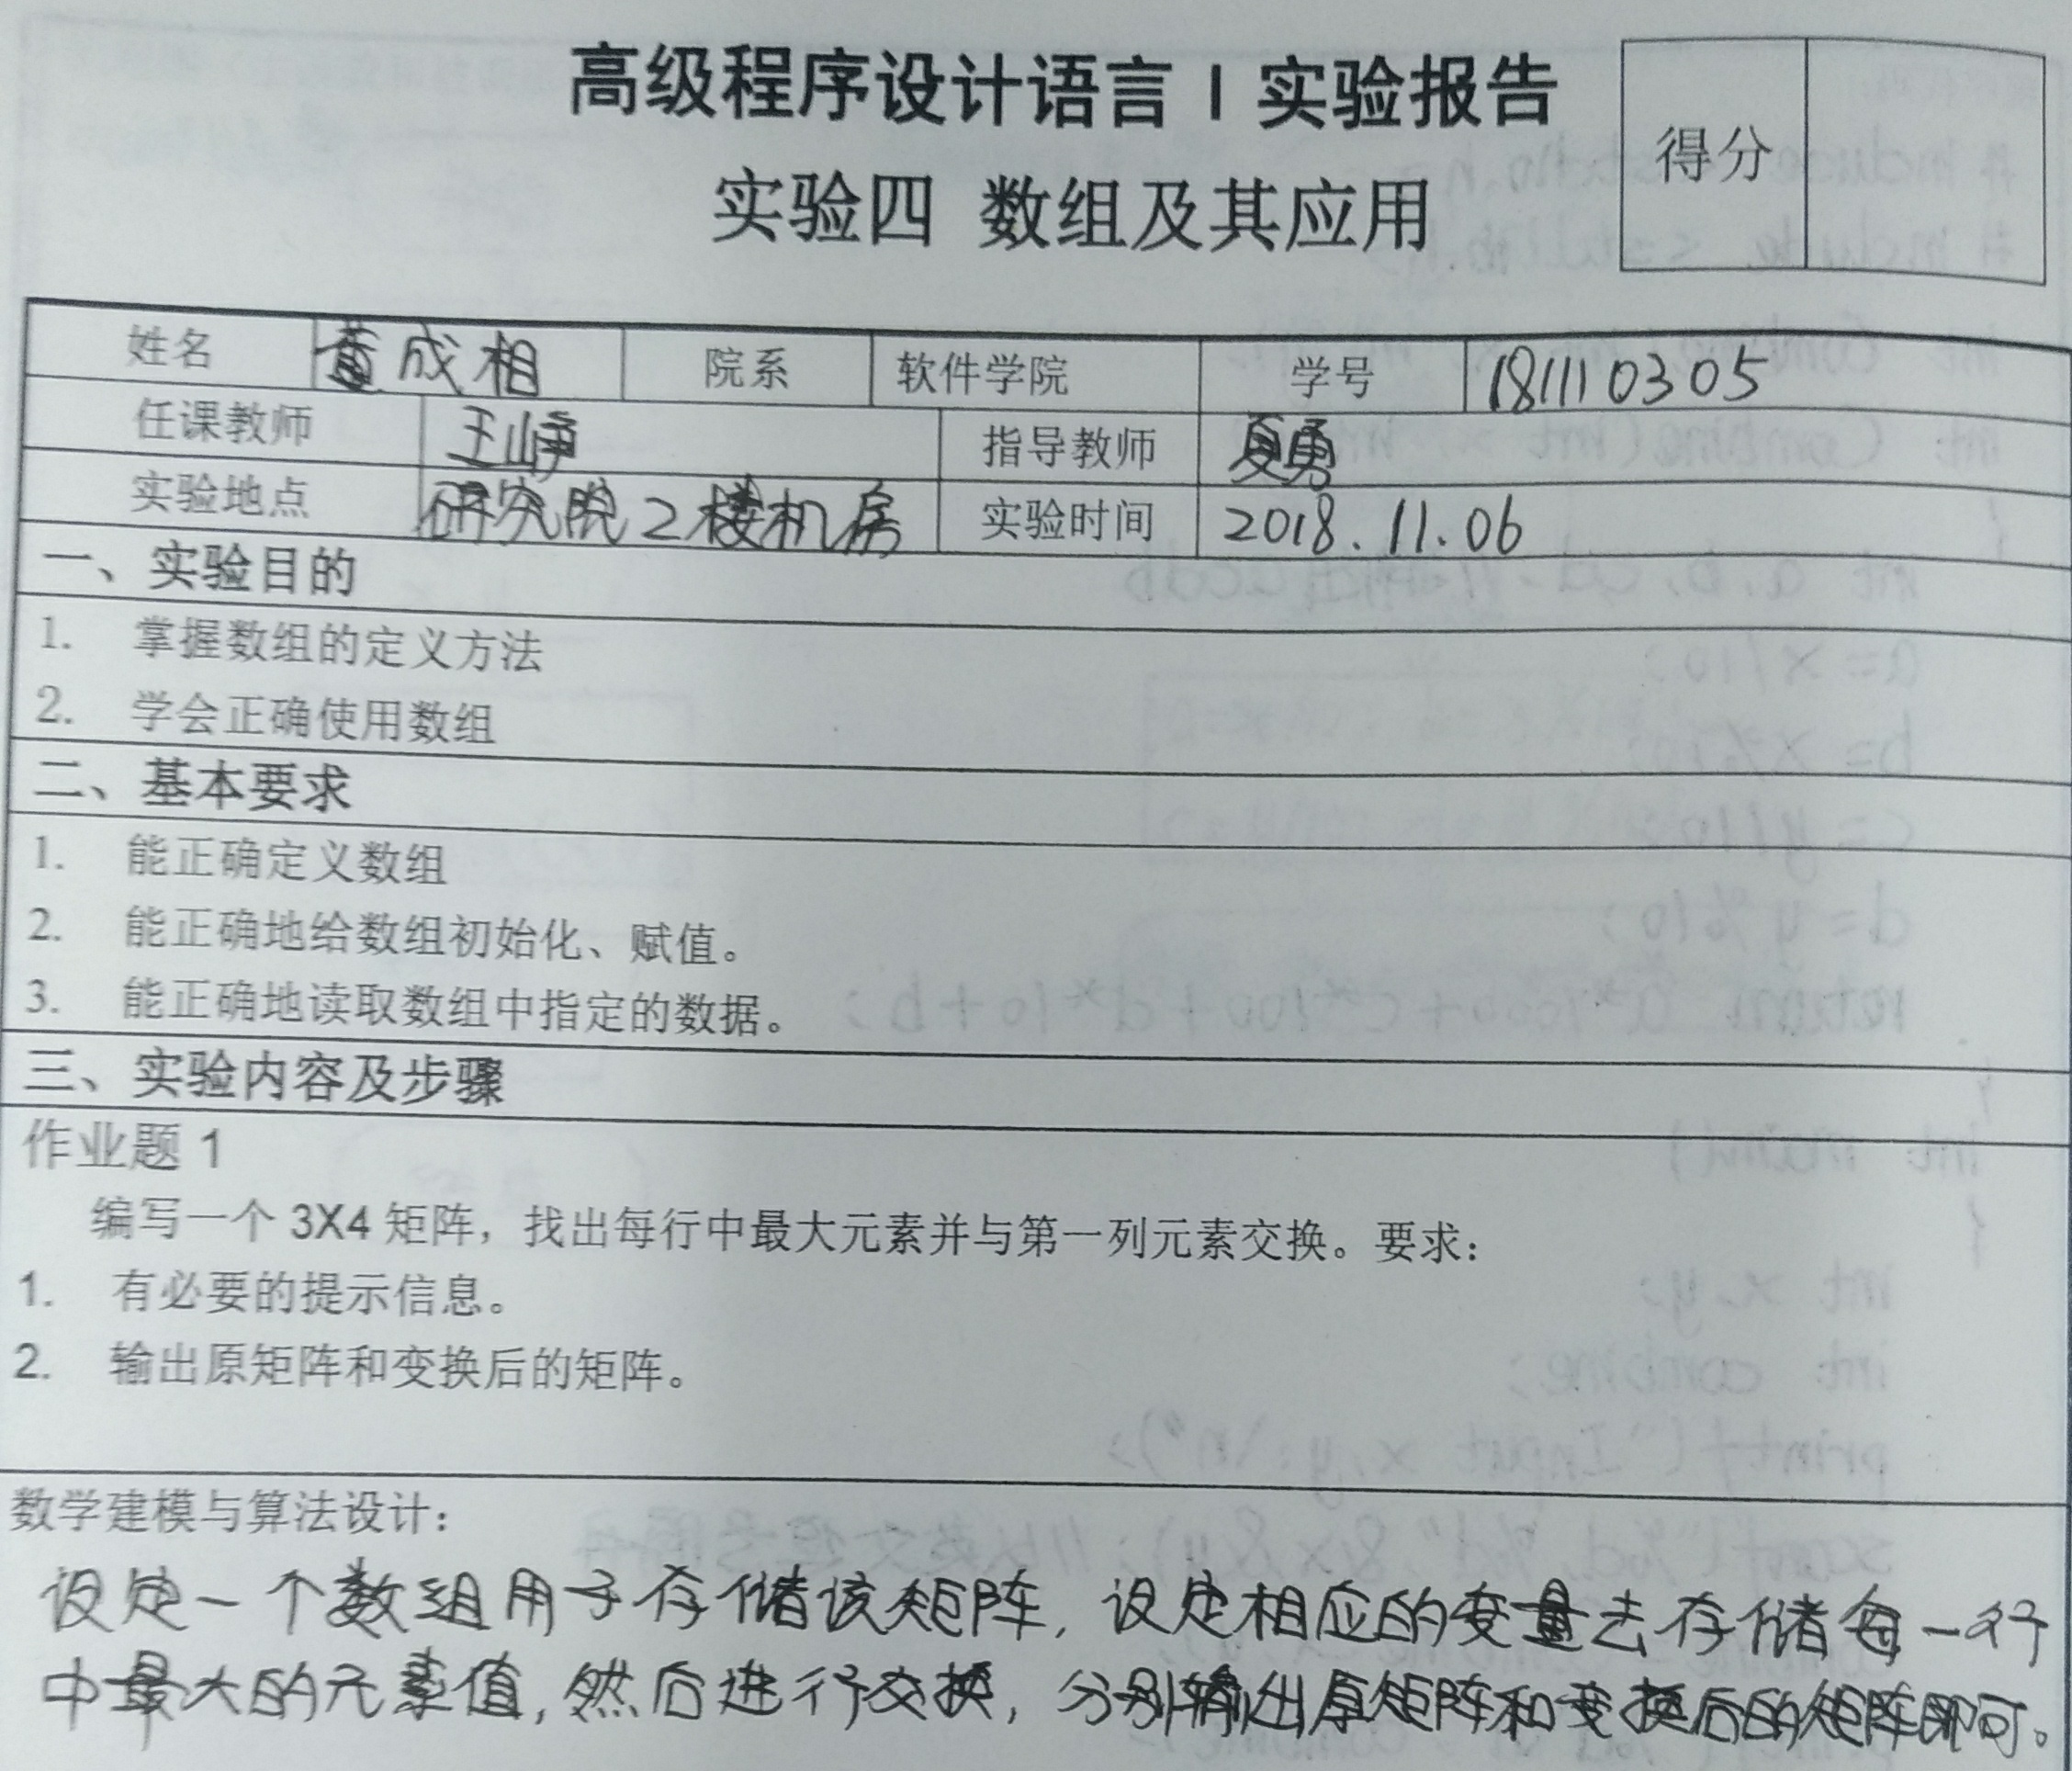 高级程序设计语言 I 实验报告
得分
实验四 数组及其应用
姓名 董成相 院系 软件学院 学号 1811110305
任课教师 王峥 指导教师 夏勇
实验地点 研究院2楼机房 实验时间 2018.11.06
一、实验目的
1. 掌握数组的定义方法
2. 学会正确使用数组
二、基本要求
1. 能正确定义数组
2. 能正确地给数组初始化、赋值。
3. 能正确地读取数组中指定的数据。
三、实验内容及步骤
作业题 1
编写一个 3X4 矩阵，找出每行中最大元素并与第一列元素交换。要求：
1. 有必要的提示信息。
2. 输出原矩阵和变换后的矩阵。
数学建模与算法设计：
设定一个数组用于存储该矩阵，设定相应的变量去存储每一行
中最大的元素值，然后进行交换，分别输出原矩阵和变换后的矩阵即可。